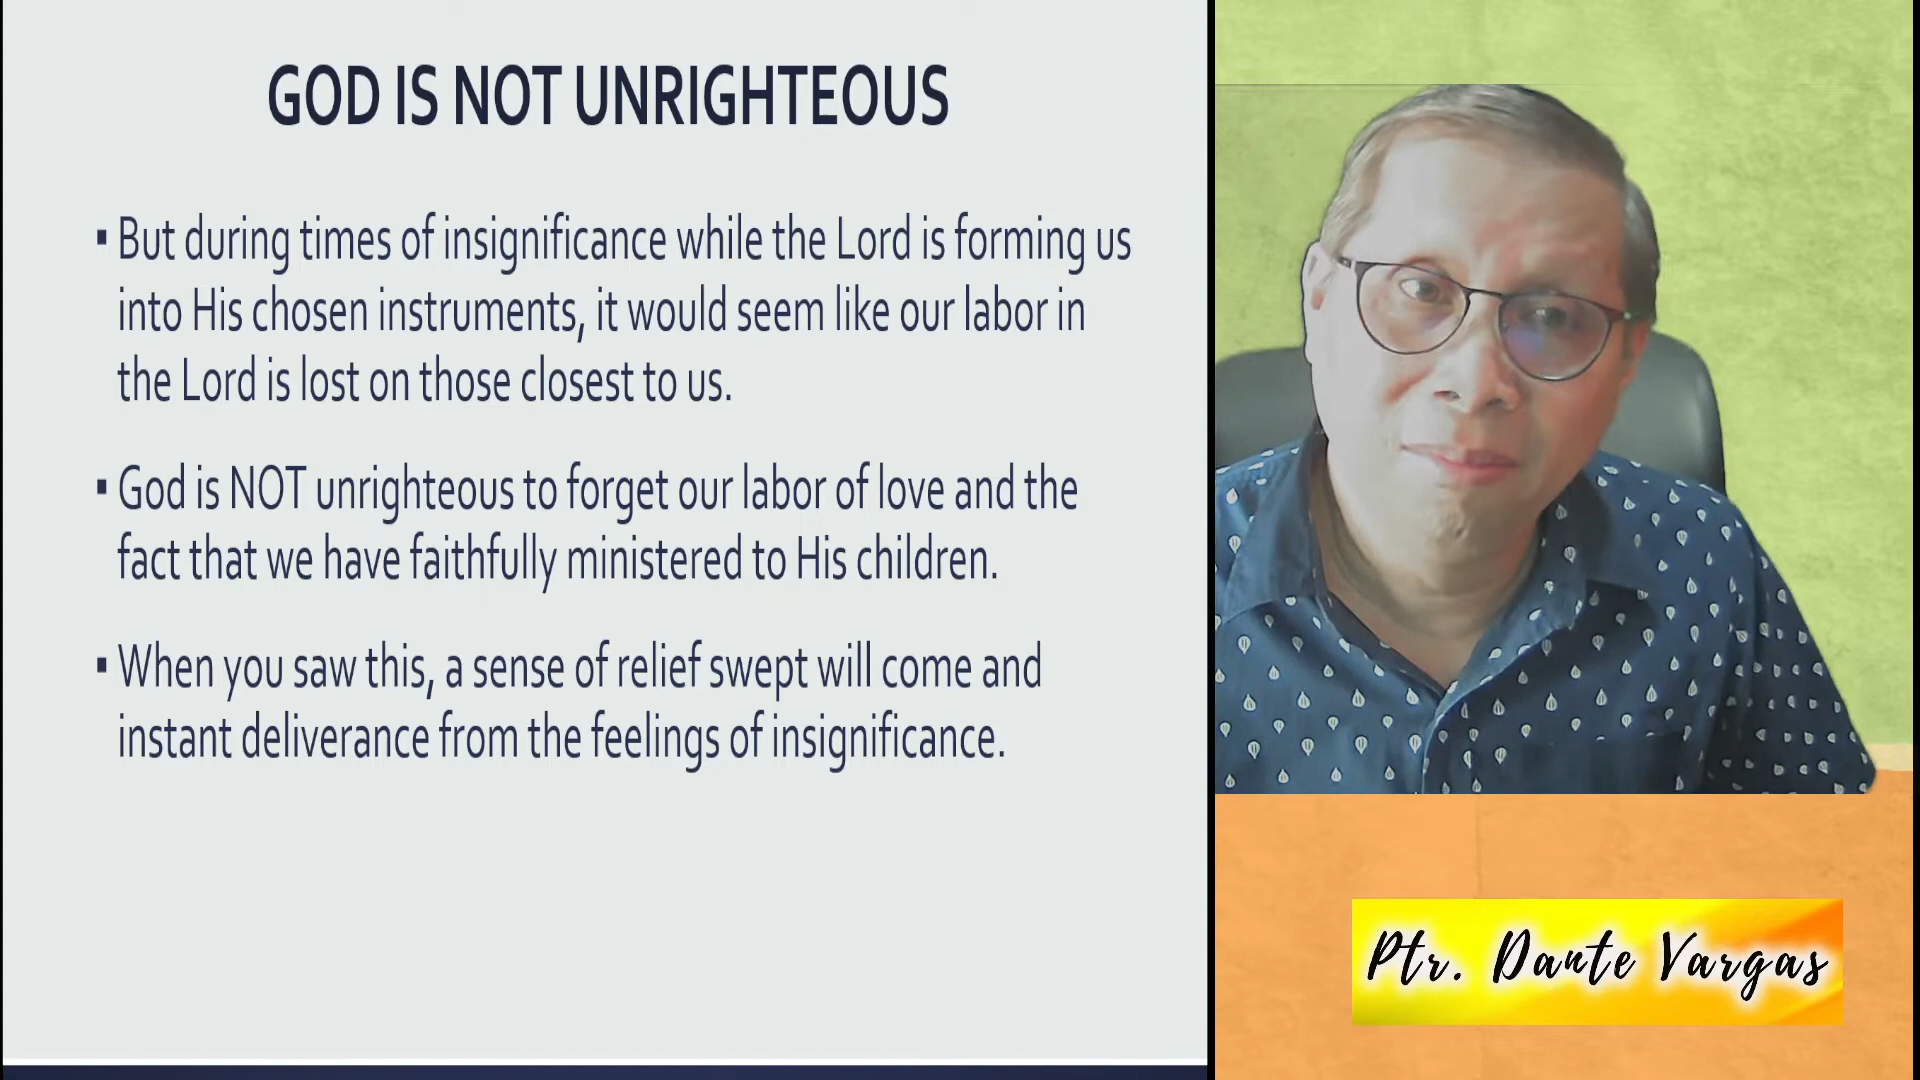 GOD IS NOT UNRIGHTEOUS
▪ But during times of insignificance while the Lord is forming us
into His chosen instruments, it would seem like our labor in
the Lord is lost on those closest to us.
▪ God is NOT unrighteous to forget our labor of love and the
fact that we have faithfully ministered to His children.
▪ When you saw this, a sense of relief swept will come and
instant deliverance from the feelings of insignificance.
Ptr. Dante Vargas